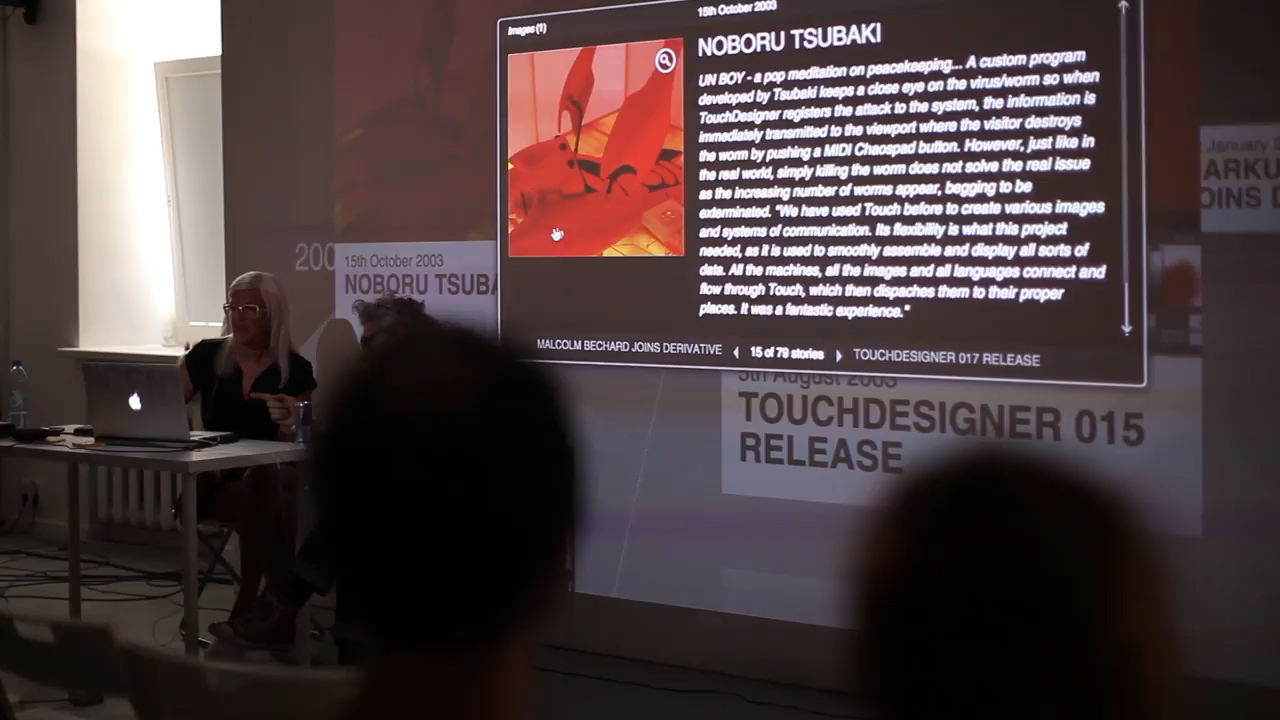 15th October 2003
Images (1)
NOBORU TSUBAKI
UN BOY - a pop meditation on peacekeeping... A custom program
developed by Tsubaki keeps a close eye on the virus/worm so when
TouchDesigner registers the attack to the system, the information is
immediately transmitted to the viewport where the visitor destroys
the worm by pushing a MIDI Chaospad button. However, just like in
the real world, simply killing the worm does not solve the real issue
as the increasing number of worms appear, begging to be
exterminated. "We have used Touch before to create various images
and systems of communication. Its flexibility is what this project
needed, as it is used to smoothly assemble and display all sorts of
data. All the machines, all the images and all languages connect and
flow through Touch, which then dispaches them to their proper
places. It was a fantastic experience."
MALCOLM BECHARD JOINS DERIVATIVE 15 of 79 stories TOUCHDESIGNER 017 RELEASE
200
15th October 2003
NOBORU TSUBA
January
ARKU
OINS D
5th August 2003
TOUCHDESIGNER 015
RELEASE